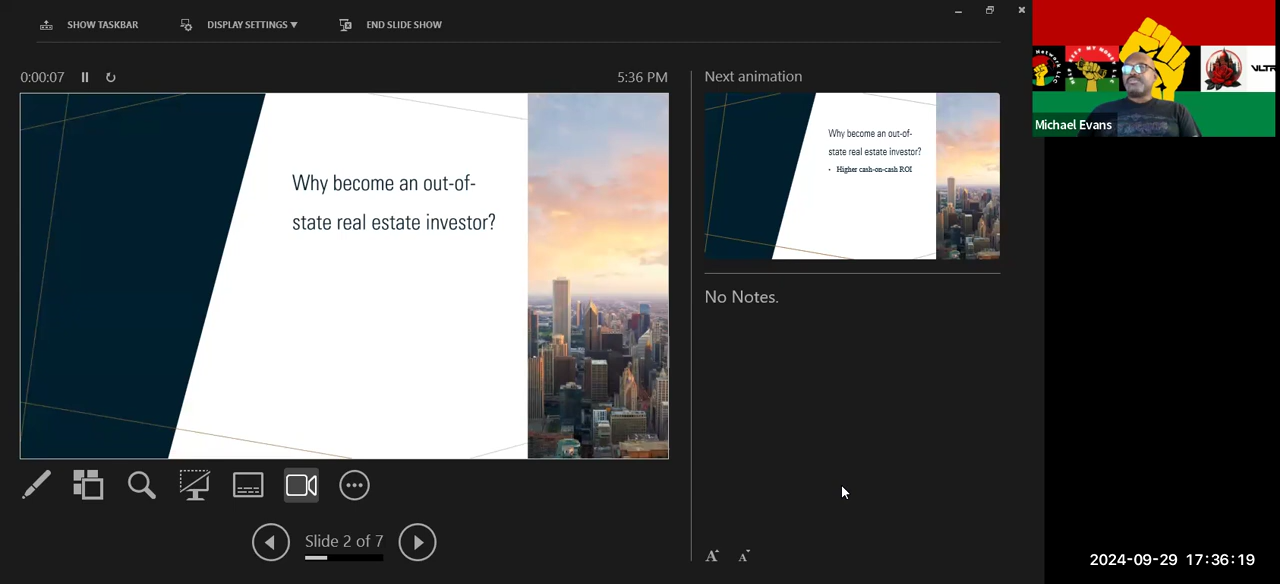 SHOW TASKBAR
DISPLAY SETTINGS ▼
END SLIDE SHOW
0:00:07
5:36 PM
Why become an out-of-
state real estate investor?
Slide 2 of 7
Next animation
Why become an out-of-
state real estate investor?
• Higher cash-on-cash ROI
No Notes.
A
A
Michael Evans
2024-09-29 17:36:19